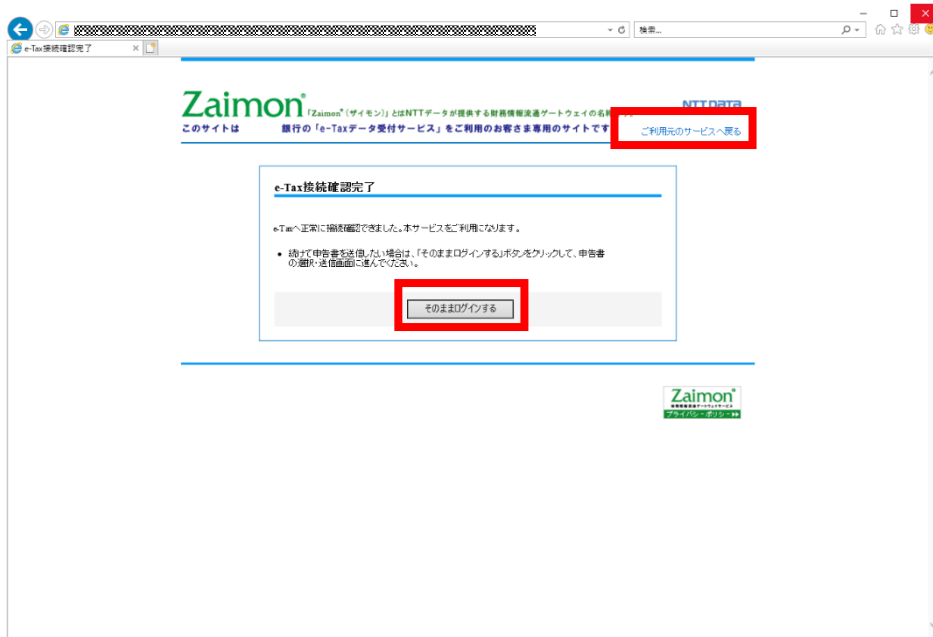 検索...
e-Tax接続確認完了
Zaimon®
「Zaimon®（ザイモン）」とはNTTデータが提供する財務情報流通ゲートウェイの名
NTT DATA
このサイトは 銀行の「e-Taxデータ受付サービス」をご利用のお客さま専用のサイトです
ご利用元のサービスへ戻る
e-Tax接続確認完了
e-Taxへ正常に接続確認できました。本サービスをご利用になります。
• 続けて申告書を送信したい場合は、「そのままログインする」ボタンをクリックして、申告書
の選択・送信画面に進んでください。
そのままログインする
Zaimon®
プライバシーポリシー